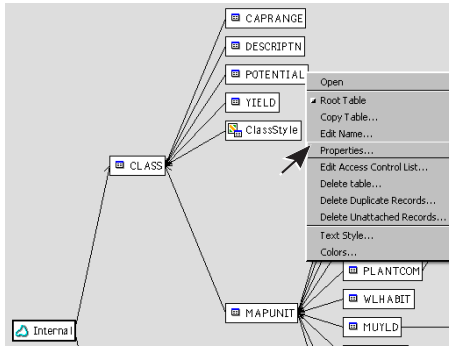 CAPRANGE
DESCRIPTN
POTENTIAL
YIELD
ClassStyle
CLASS
Open
Root Table
Copy Table...
Edit Name...
Properties...
Edit Access Control List...
Delete table...
Delete Duplicate Records...
Delete Unattached Records...
Text Style...
Colors...
PLANTCOM
WLHABIT
MAPUNIT
MUYLD
Internal